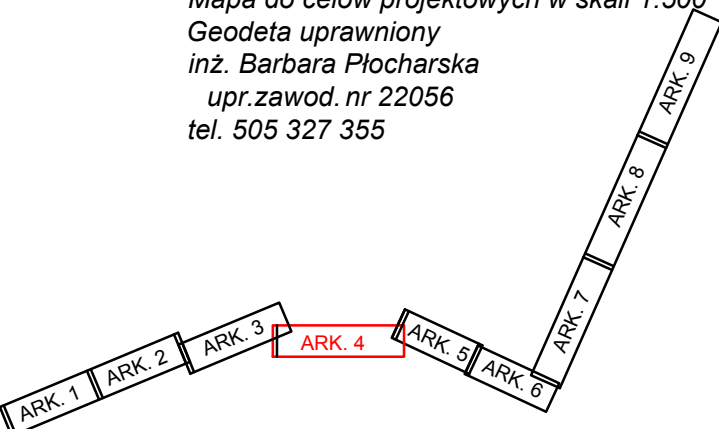 Mapa do celów projektowych w skali 1:500
Geodeta uprawniony
inż. Barbara Płocharska
upr.zawod. nr 22056
tel. 505 327 355
ARK. 9
ARK. 8
ARK. 7
ARK. 3
ARK. 4
ARK. 5
ARK. 2
ARK. 6
ARK. 1